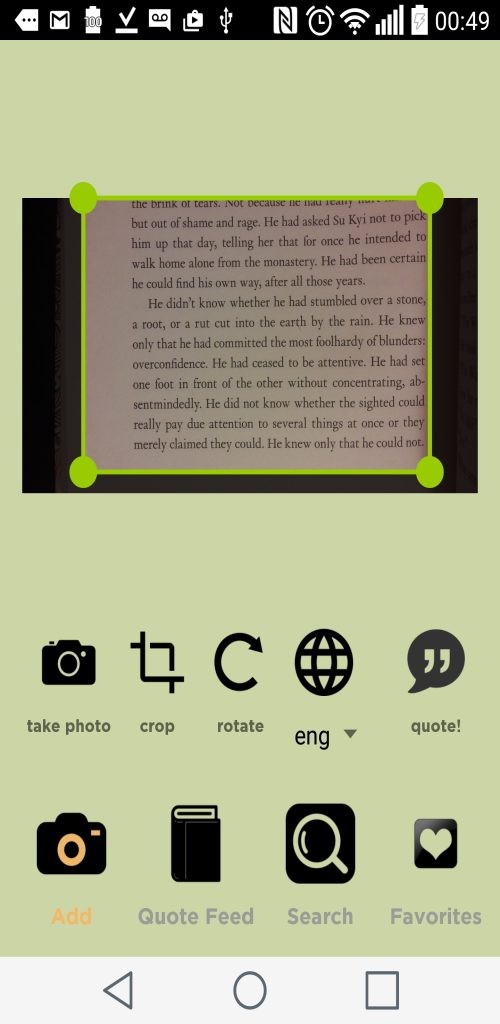 100
00:49
the brink of tears. Not because he had really
but out of shame and rage. He had asked Su Kyi not to pick
him up that day, telling her that for once he intended to
walk home alone from the monastery. He had been certain
he could find his own way, after all those years.
He didn't know whether he had stumbled over a stone,
a root, or a rut cut into the earth by the rain. He knew
only that he had committed the most foolhardy of blunders:
overconfidence. He had ceased to be attentive. He had set
one foot in front of the other without concentrating, ab-
sentmindedly. He did not know whether the sighted could
really pay due attention to several things at once or they
merely claimed they could. He knew only that he could not.
take photo crop rotate eng quote!
Add Quote Feed Search Favorites